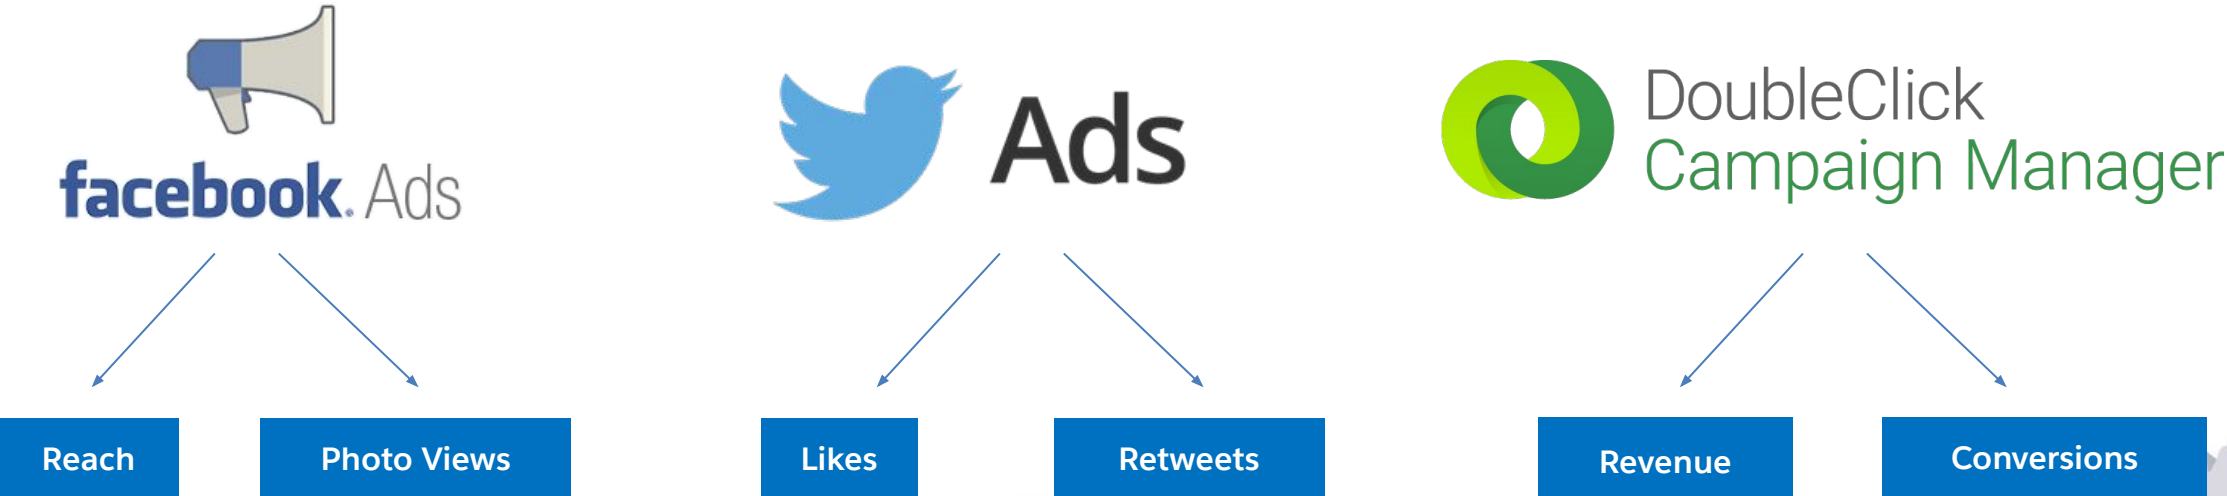 facebook. Ads
Ads
DoubleClick
Campaign Manager
Reach
Photo Views
Likes
Retweets
Revenue
Conversions